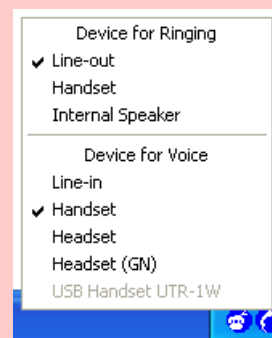 Device for Ringing
Line-out
Handset
Internal Speaker
Device for Voice
Line-in
Handset
Headset
Headset (GN)
USB Handset UTR-1W